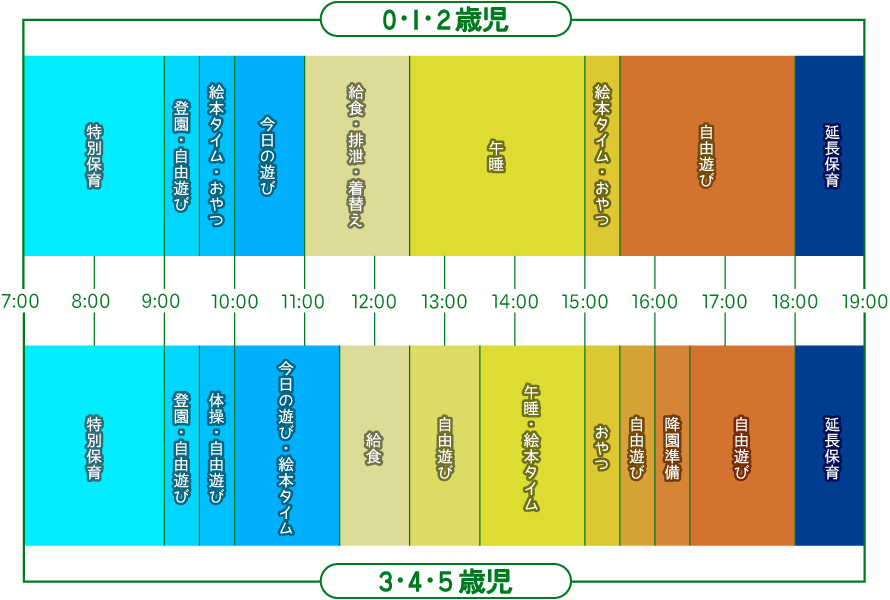 0・1・2歳児
特別保育
登園・自由遊び
絵本タイム・おやつ
今日の遊び
給食・排泄・着替え
午睡
絵本タイム・おやつ
自由遊び
延長保育
7:00 8:00 9:00 10:00 11:00 12:00 13:00 14:00 15:00 16:00 17:00 18:00 19:00
特別保育
登園・自由遊び
体操・自由遊び
今日の遊び・絵本タイム
給食
自由遊び
午睡・絵本タイム
おやつ
自由遊び
降園準備
自由遊び
延長保育
3・4・5歳児